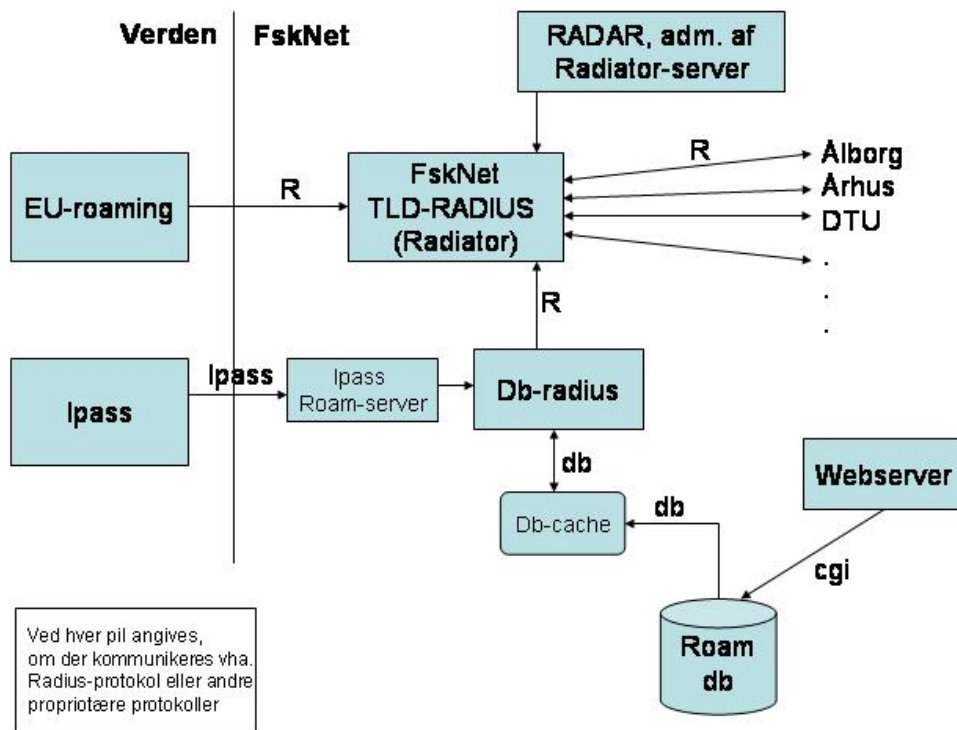 Verden
FskNet
RADAR, adm. af
Radiator-server
EU-roaming
R
FskNet
TLD-RADIUS
(Radiator)
R
Alborg
Arhus
DTU
.
.
.
R
Ipass
Ipass
Ipass
Roam-server
Db-radius
db
Db-cache
db
Webserver
cgi
Roam
db
Ved hver pil angives,
om der kommunikeres vha.
Radius-protokol eller andre
propriotære protokoller